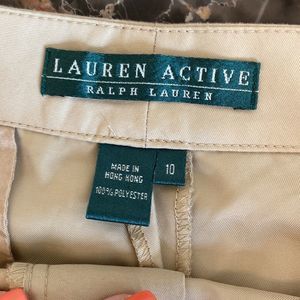 LAUREN ACTIVE
RALPH LAUREN
MADE IN
HONG KONG
100% POLYESTER
10